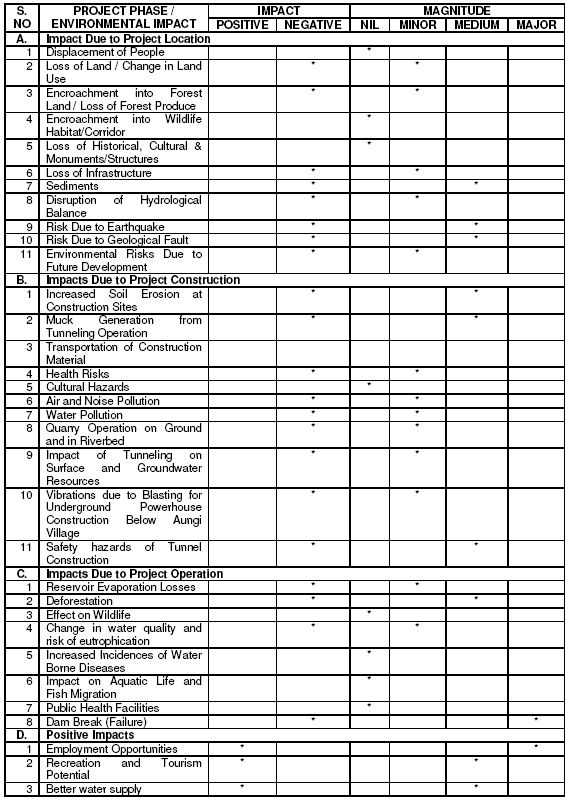 S. NO PROJECT PHASE / ENVIRONMENTAL IMPACT IMPACT MAGNITUDE
POSITIVE NEGATIVE NIL MINOR MEDIUM MAJOR
A. Impact Due to Project Location
1 Displacement of People *
2 Loss of Land / Change in Land * *
Use
3 Encroachment into Forest * *
Land / Loss of Forest Produce
4 Encroachment into Wildlife *
Habitat/Corridor
5 Loss of Historical, Cultural & *
Monuments/Structures
6 Loss of Infrastructure * *
7 Sediments * *
8 Disruption of Hydrological * *
Balance
9 Risk Due to Earthquake * *
10 Risk Due to Geological Fault * *
11 Environmental Risks Due to * *
Future Development
B. Impacts Due to Project Construction
1 Increased Soil Erosion at * *
Construction Sites
2 Muck Generation from * *
Tunneling Operation
3 Transportation of Construction
Material
4 Health Risks * *
5 Cultural Hazards *
6 Air and Noise Pollution * *
7 Water Pollution * *
8 Quarry Operation on Ground * *
and in Riverbed
9 Impact of Tunneling on * *
Surface and Groundwater
Resources
10 Vibrations due to Blasting for * *
Underground Powerhouse
Construction Below Aungi
Village
11 Safety hazards of Tunnel * *
Construction
C. Impacts Due to Project Operation
1 Reservoir Evaporation Losses * *
2 Deforestation * *
3 Effect on Wildlife *
4 Change in water quality and * *
risk of eutrophication
5 Increased Incidences of Water *
Borne Diseases
6 Impact on Aquatic Life and *
Fish Migration
7 Public Health Facilities *
8 Dam Break (Failure) * *
D. Positive Impacts
1 Employment Opportunities * *
2 Recreation and Tourism * *
Potential
3 Better water supply * *